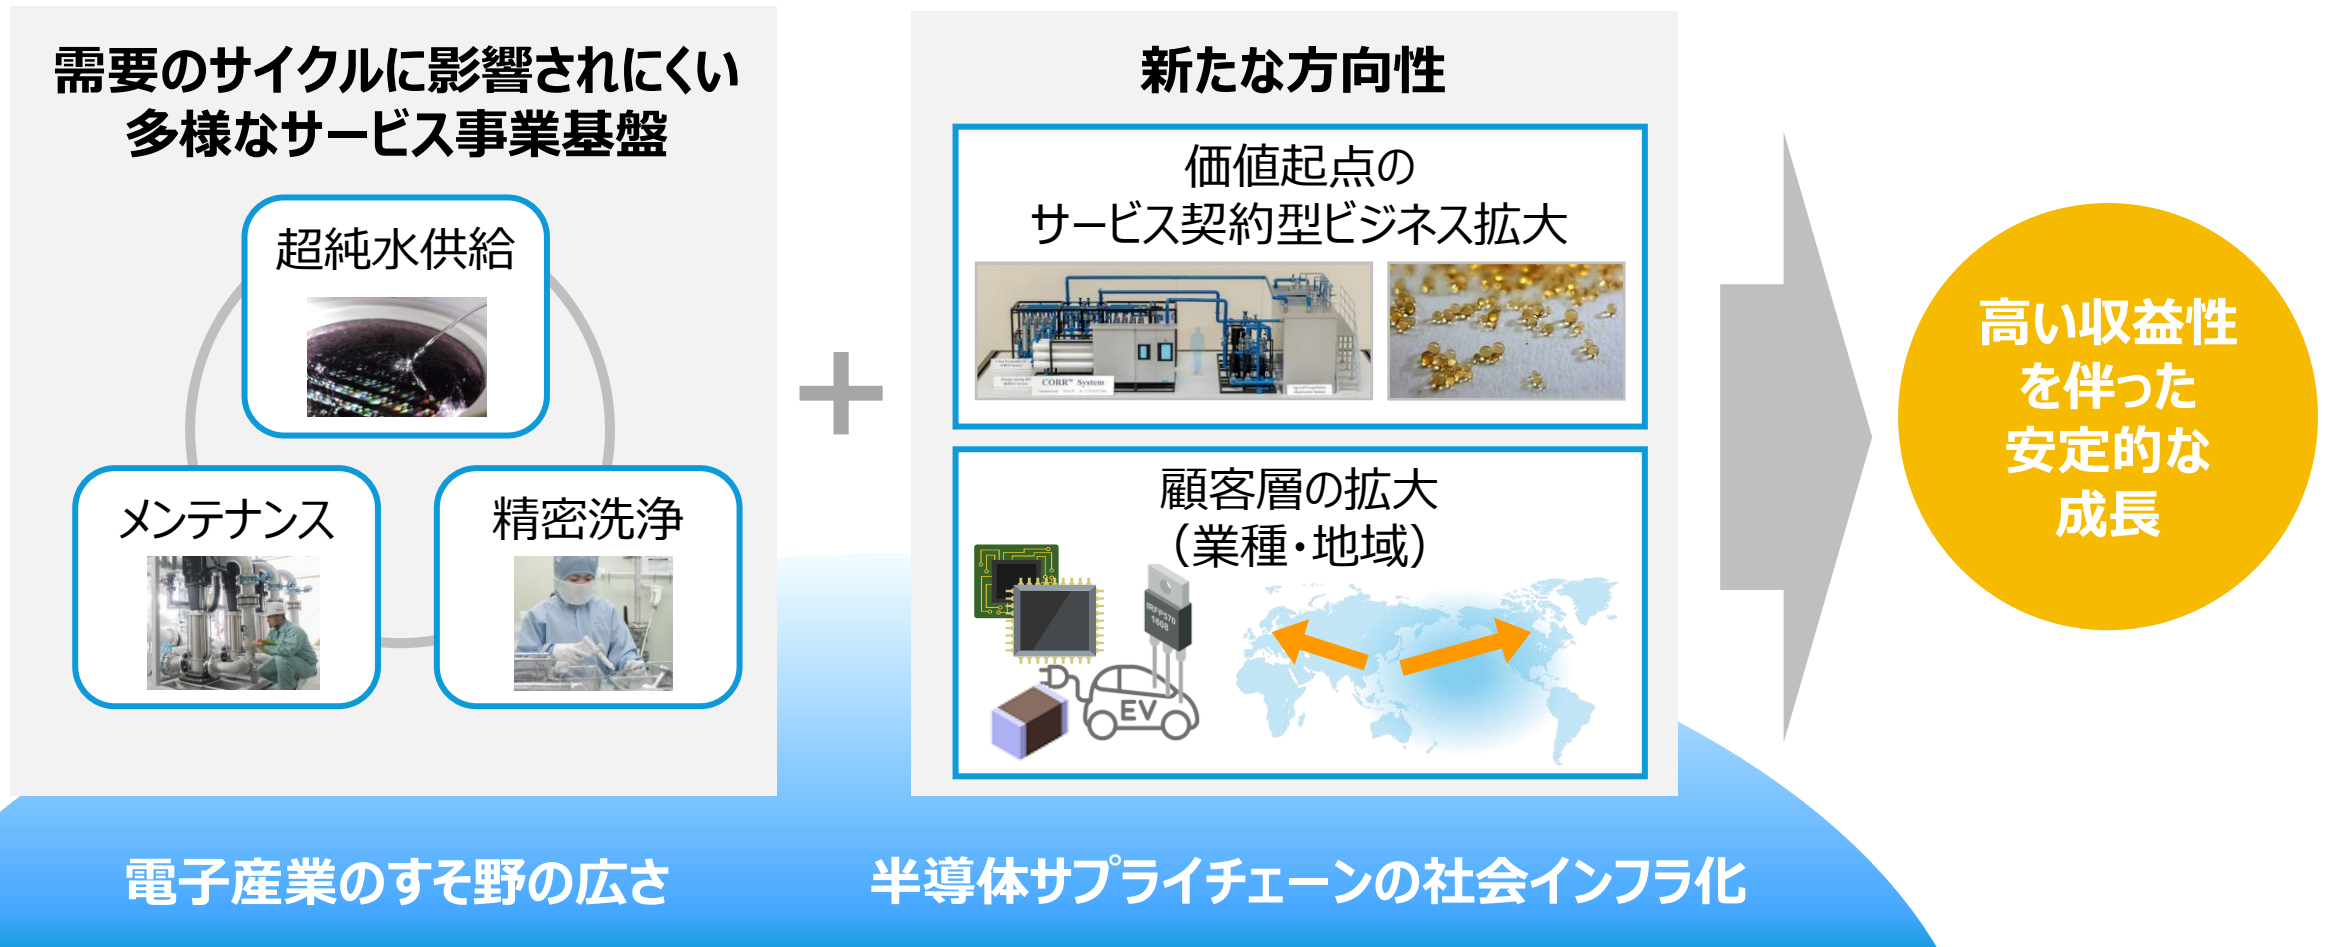 需要のサイクルに影響されにくい
多様なサービス事業基盤
超純水供給
メンテナンス
精密洗浄
+
新たな方向性
価値起点の
サービス契約型ビジネス拡大
CORR™ System
顧客層の拡大
（業種・地域）
IRFP570
1608
EV
高い収益性
を伴った
安定的な
成長
電子産業のすそ野の広さ
半導体サプライチェーンの社会インフラ化